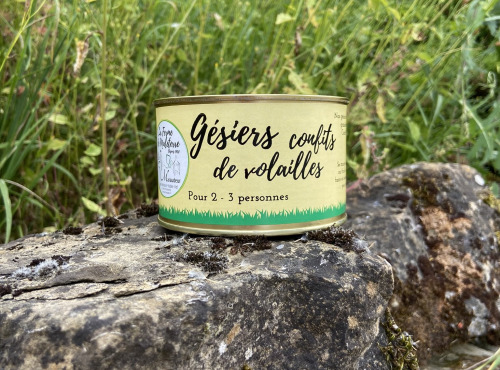 Gésiers confits
de volailles
Pour 2 - 3 personnes